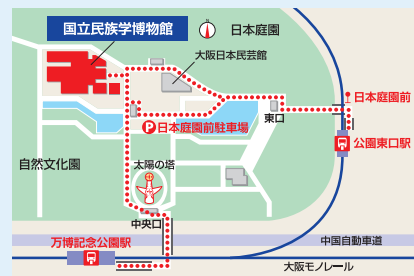 国立民族学博物館
日本庭園
大阪日本民芸館
日本庭園前
東口
P日本庭園前駐車場
公園東口駅
自然文化園
太陽の塔
中央口
万博記念公園駅
中国自動車道
大阪モノレール